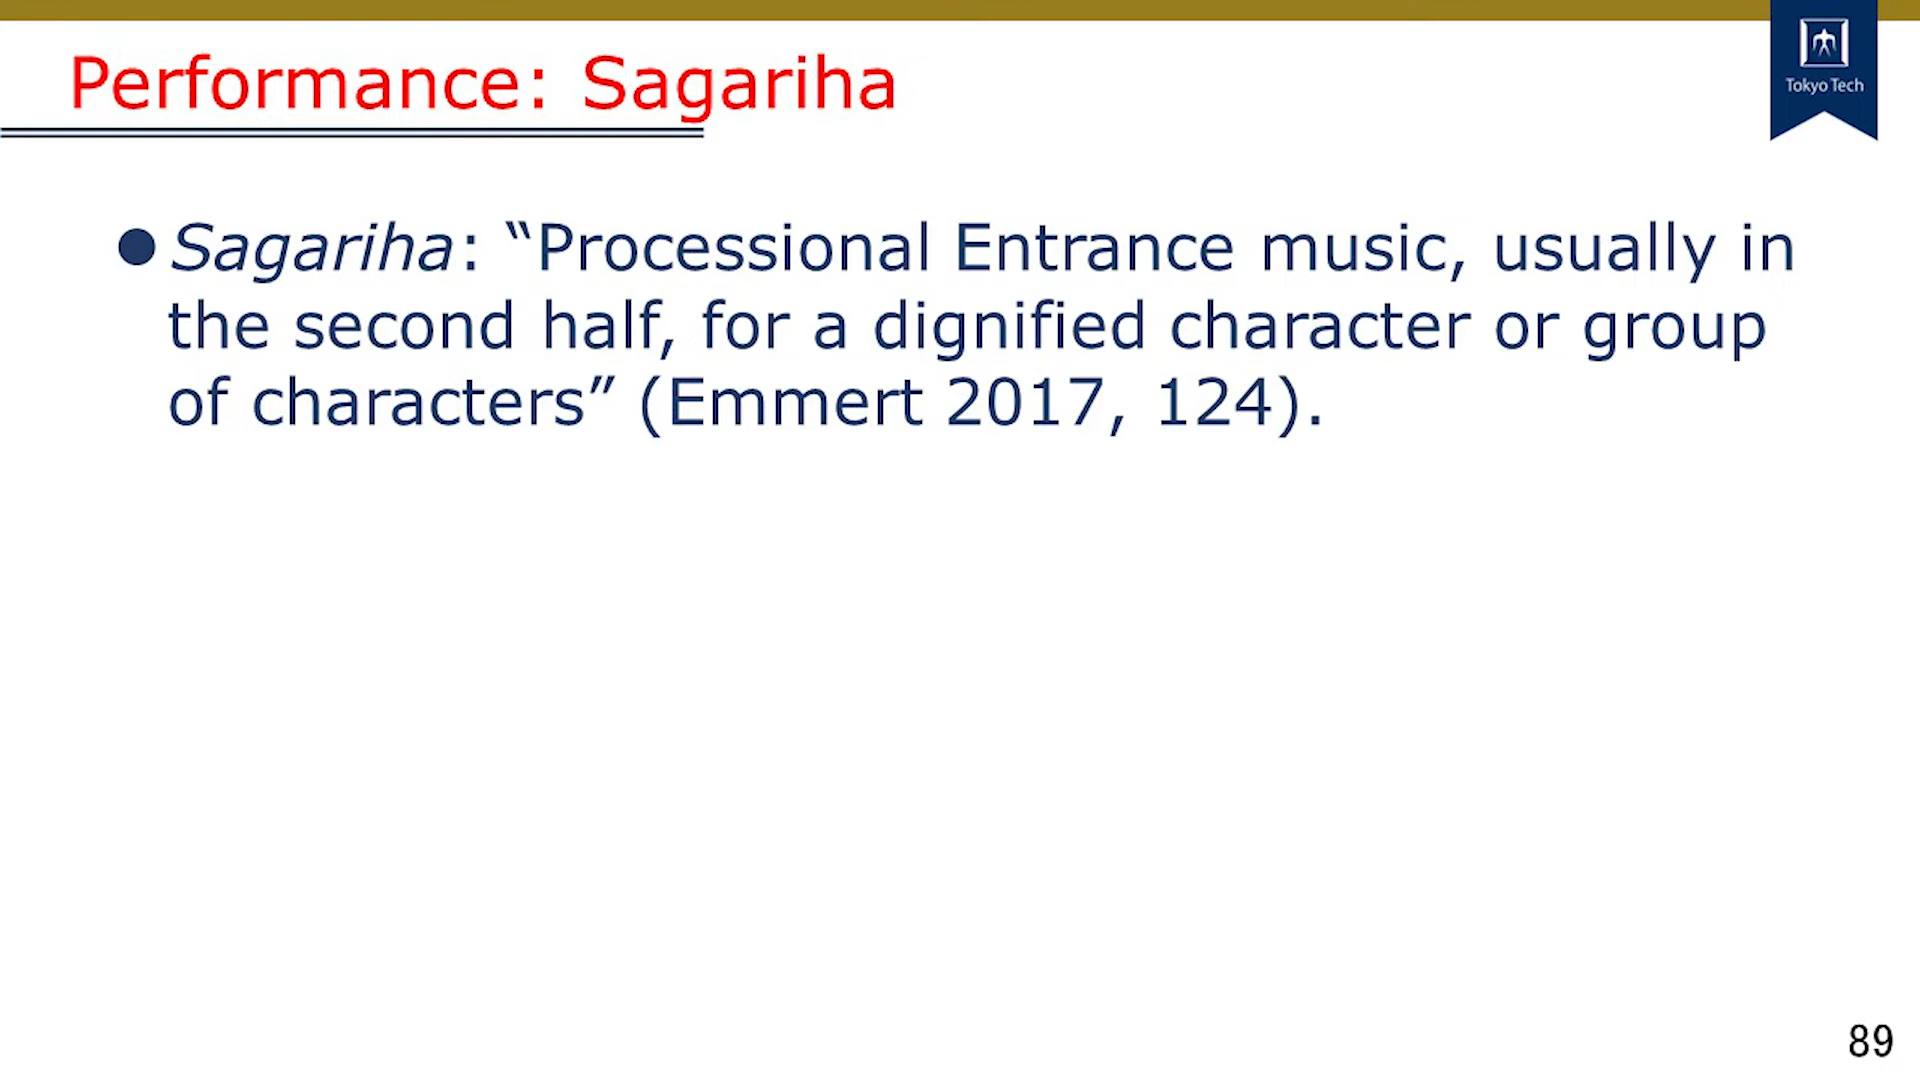 Performance: Sagariha
Tokyo Tech
●Sagariha: “Processional Entrance music, usually in
the second half, for a dignified character or group
of characters” (Emmert 2017, 124).
89